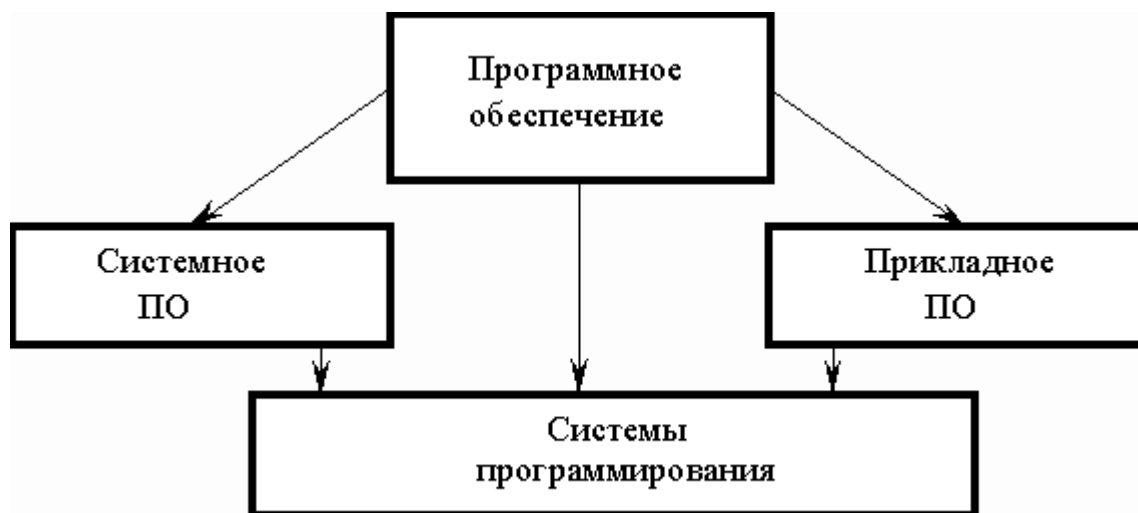 Программное
обеспечение
Системное
ПО
Прикладное
ПО
Системы
программирования